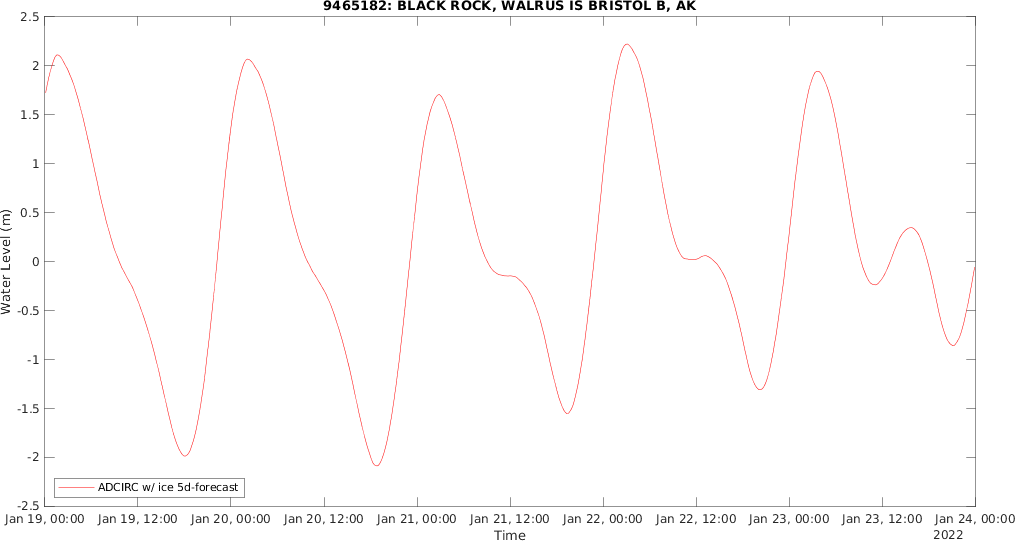 9465182: BLACK ROCK, WALRUS IS BRISTOL B, AK
2.5
2
1.5
1
0.5
0
-0.5
-1
-1.5
-2
-2.5
Water Level (m)
ADCIRC w/ ice 5d-forecast
Jan 19, 00:00 Jan 19, 12:00 Jan 20, 00:00 Jan 20, 12:00 Jan 21, 00:00 Jan 21, 12:00 Jan 22, 00:00 Jan 22, 12:00 Jan 23, 00:00 Jan 23, 12:00 Jan 24, 00:00
Time
2022